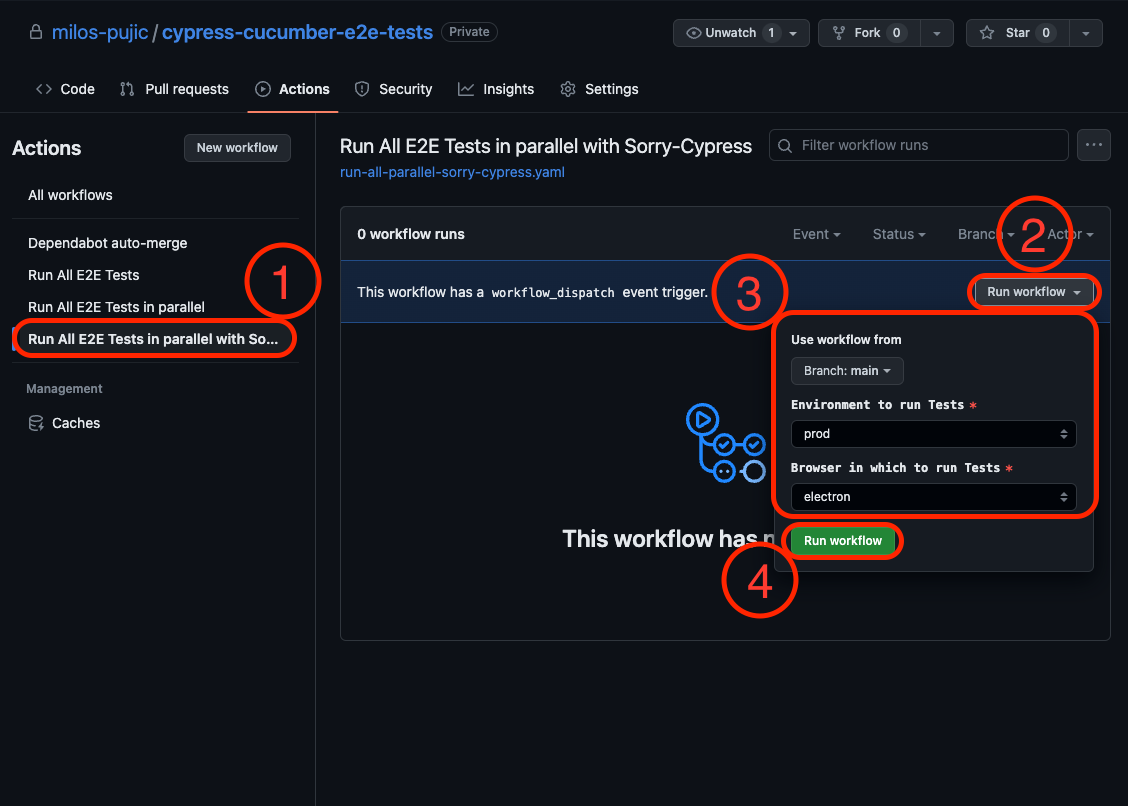 milos-pujic/cypress-cucumber-e2e-tests Private
Unwatch 1 Fork 0 Star 0
Code Pull requests Actions Security Insights Settings
Actions New workflow
All workflows
Dependabot auto-merge
Run All E2E Tests
Run All E2E Tests in parallel
Run All E2E Tests in parallel with So...
Management
Caches
1
Run All E2E Tests in parallel with Sorry-Cypress Filter workflow runs ...
run-all-parallel-sorry-cypress.yaml
0 workflow runs Event Status Branch Actor
2
This workflow has a workflow_dispatch event trigger. Run workflow
3
Use workflow from
Branch: main
Environment to run Tests *
prod
Browser in which to run Tests *
electron
Run workflow
This workflow has
4